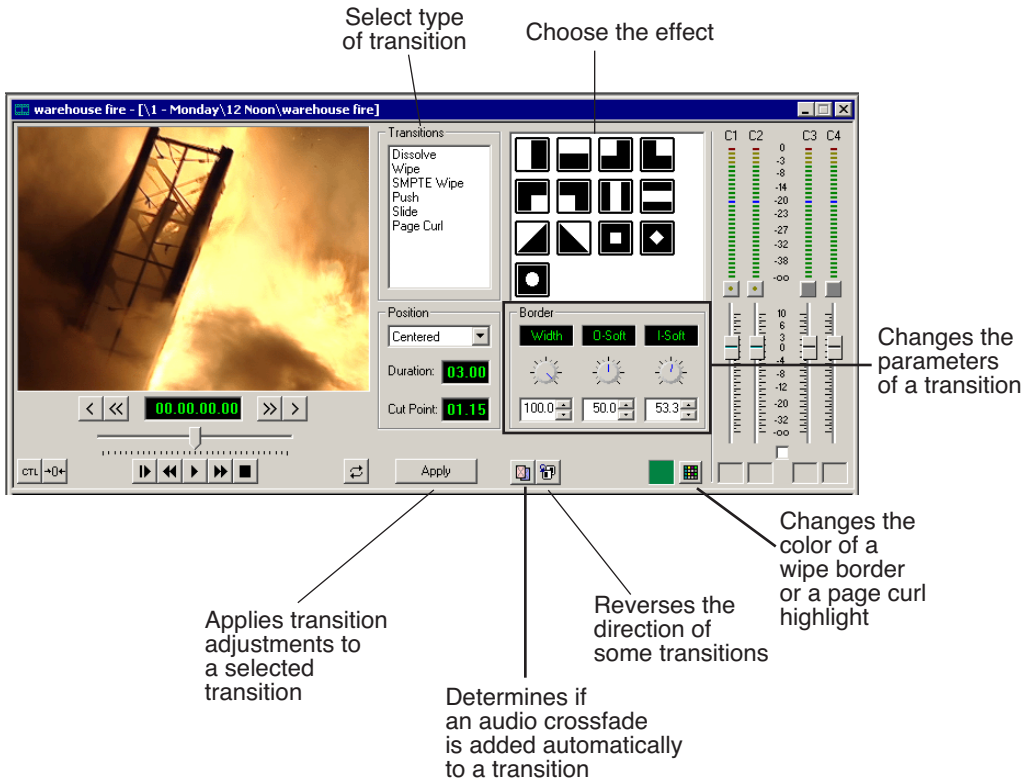 Select type
of transition
Choose the effect
warehouse fire - [\1 - Monday\12 Noon\warehouse fire]
Transitions
Dissolve
Wipe
SMPTE Wipe
Push
Slide
Page Curl
C1 C2 C3 C4
0
-3
-8
-14
-20
-23
-27
-32
-38
-oo
Position
Centered
Duration: 03.00
Cut Point: 01.15
Border
Width O-Soft I-Soft
100.0 50.0 53.3
10
6
3
0
-4
-8
-12
-20
-32
-oo
Changes the
parameters
of a transition
00.00.00.00
CTL
→0←
Apply
Applies transition
adjustments to
a selected
transition
Determines if
an audio crossfade
is added automatically
to a transition
Reverses the
direction of
some transitions
Changes the
color of a
wipe border
or a page curl
highlight